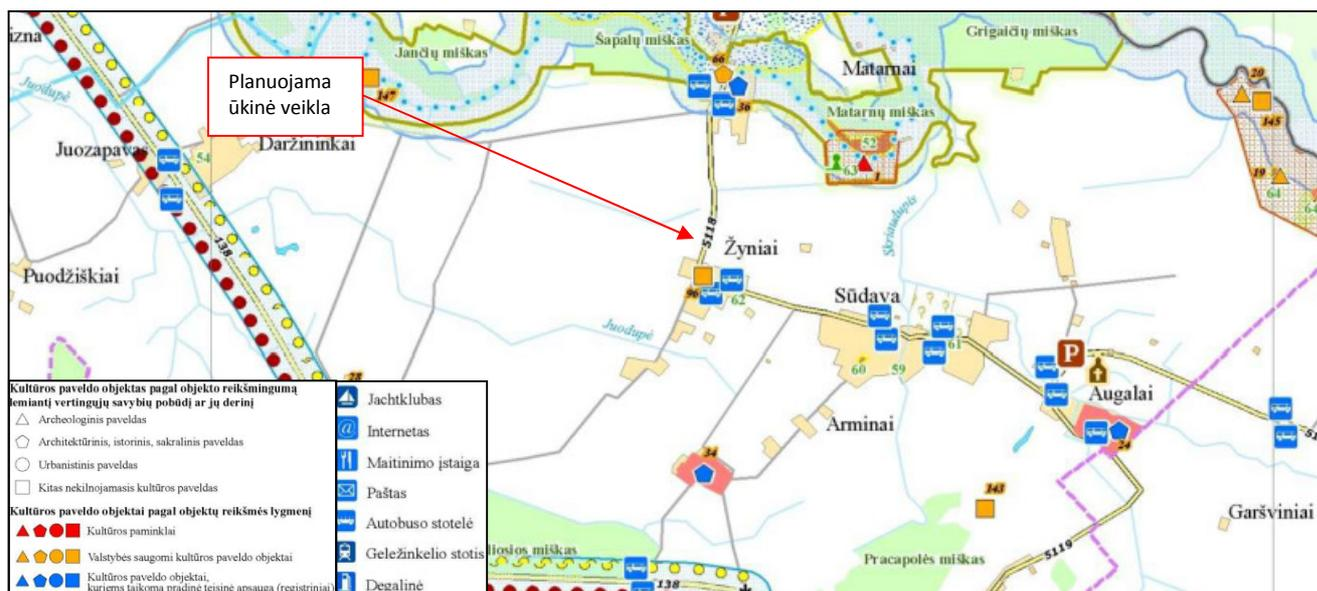 izna
Jančių miškas
Šapalų miškas
Grigaičių miškas
Juodupė
Planuojama
ūkinė veikla
147
66
36
Matarnai
Matarnų miškas
52
63
1
20
145
19
64
64
Juozapavas
54
Daržininkai
138
5118
Skriaudupis
Puodžiškiai
Žyniai
96
62
Juodupė
Sūdava
60
59
61
P
Augalai
24
28
34
Arminai
143
Garšviniai
Pracapolės miškas
5119
liosios miškas
138
Kultūros paveldo objektas pagal objekto reikšmingumą
lemiantį vertingųjų savybių pobūdį ar jų derinį
Archeologinis paveldas
Architektūrinis, istorinis, sakralinis paveldas
Urbanistinis paveldas
Kitas nekilnojamasis kultūros paveldas
Kultūros paveldo objektai pagal objektų reikšmės lygmenį
Kultūros paminklai
Valstybės saugomi kultūros paveldo objektai
Kultūros paveldo objektai,
kuriems taikoma pradinė teisinė apsauga (registriniai)
Jachtklubas
@ Internetas
Maitinimo įstaiga
Paštas
Autobuso stotelė
Geležinkelio stotis
Degalinė